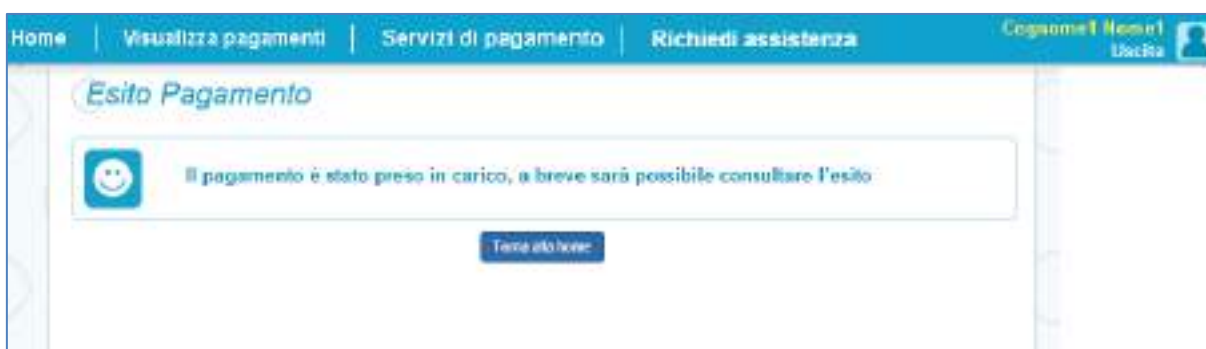 Home | Visualizza pagamenti | Servizi di pagamento | Richiedi assistenza
Cognome1 Nome1
Uscita
Esito Pagamento
Il pagamento è stato preso in carico, a breve sarà possibile consultare l'esito
Torna alla home